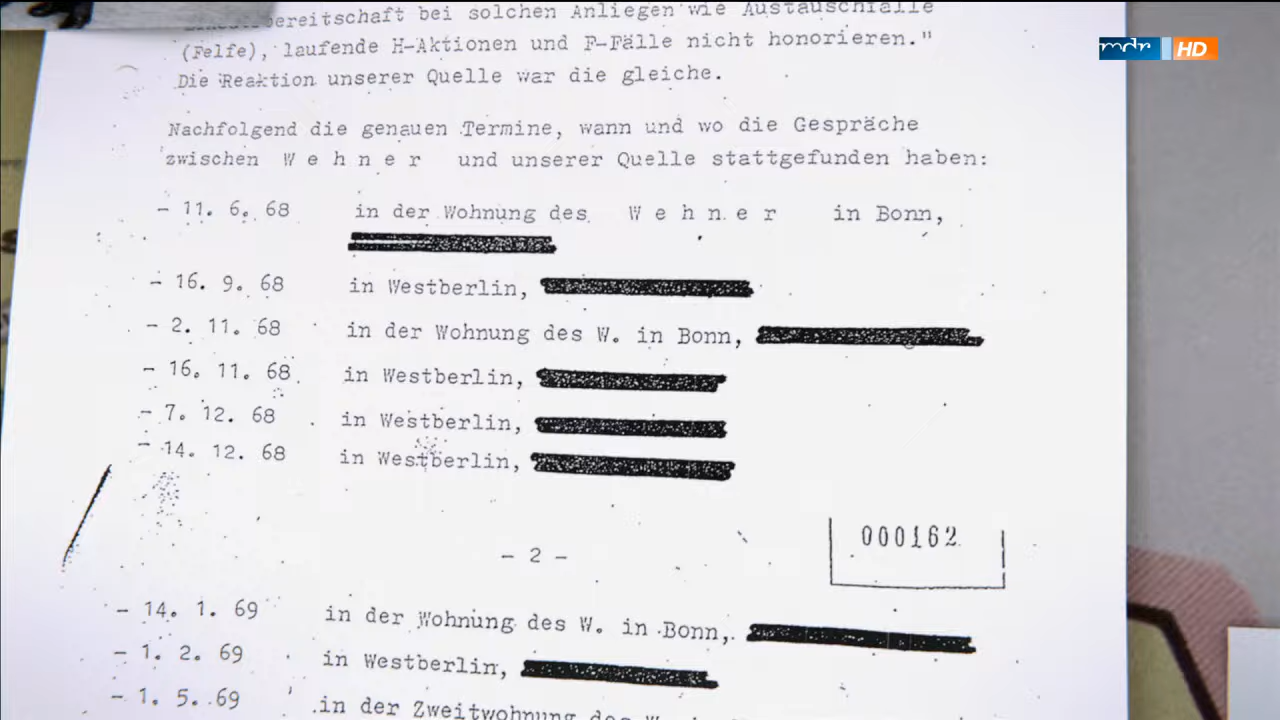 bereitschaft bei solchen Anliegen wie Austauschfälle
(Felfe), laufende H-Aktionen und F-Fälle nicht honorieren."
Die Reaktion unserer Quelle war die gleiche.
Nachfolgend die genauen Termine, wann und wo die Gespräche
zwischen W e h n e r und unserer Quelle stattgefunden haben:
- 11. 6. 68 in der Wohnung des W e h n e r in Bonn,
- 16. 9. 68 in Westberlin,
- 2. 11. 68 in der Wohnung des W. in Bonn,
- 16. 11. 68 in Westberlin,
- 7. 12. 68 in Westberlin,
- 14. 12. 68 in Westberlin,
000162
- 2 -
- 14. 1. 69 in der Wohnung des W. in Bonn,
- 1. 2. 69 in Westberlin,
- 1. 5. 69 in der Zweitwohnung des W.
mdr HD